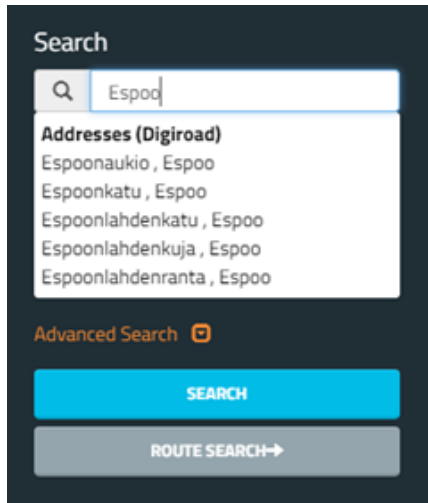 Search
Espoo
Addresses (Digiroad)
Espoonaukio , Espoo
Espoonkatu , Espoo
Espoonlahdenkatu , Espoo
Espoonlahdenkuja , Espoo
Espoonlahdenranta , Espoo
Advanced Search
SEARCH
ROUTE SEARCH